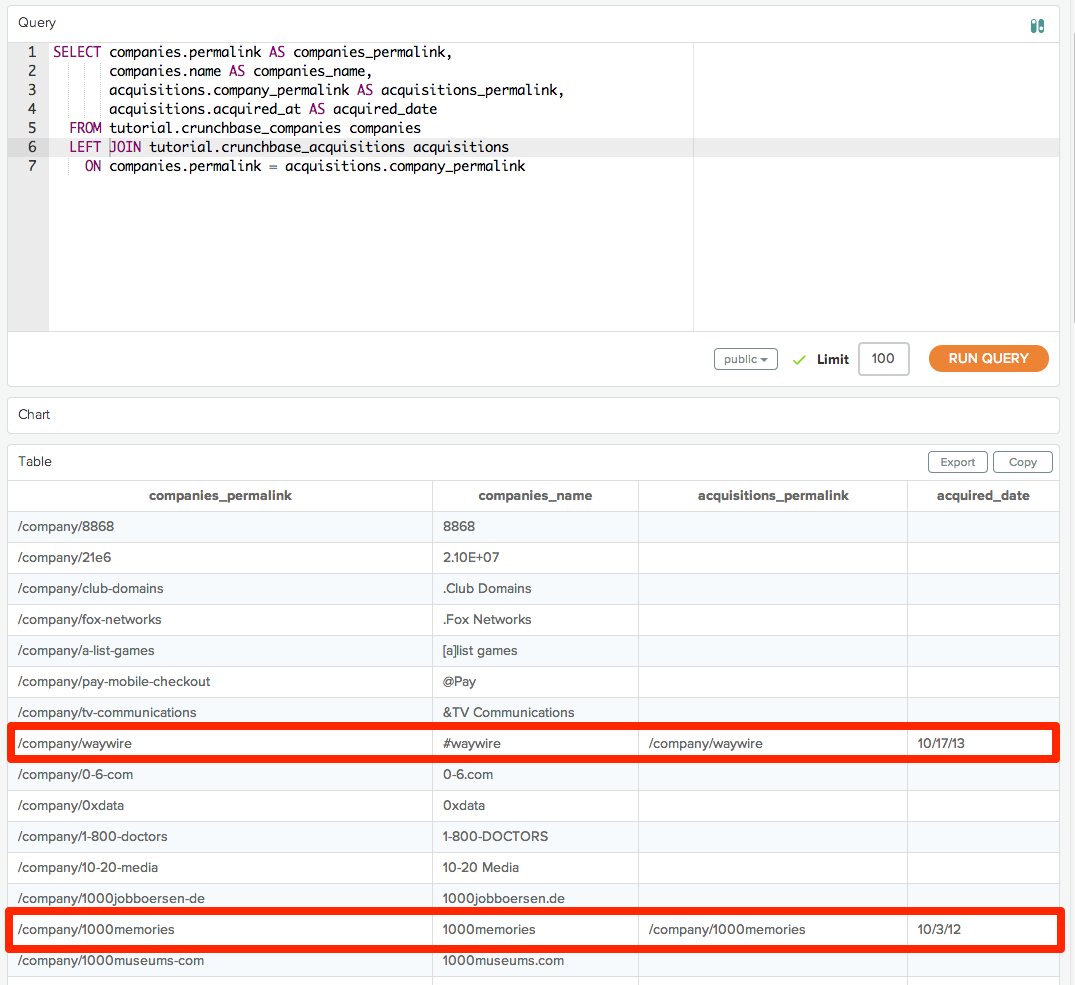 Query
1 SELECT companies.permalink AS companies_permalink,
2 companies.name AS companies_name,
3 acquisitions.company_permalink AS acquisitions_permalink,
4 acquisitions.acquired_at AS acquired_date
5 FROM tutorial.crunchbase_companies companies
6 LEFT JOIN tutorial.crunchbase_acquisitions acquisitions
7 ON companies.permalink = acquisitions.company_permalink
public Limit 100 RUN QUERY
Chart
Table Export Copy
companies_permalink companies_name acquisitions_permalink acquired_date
/company/8868 8868
/company/21e6 2.10E+07
/company/club-domains .Club Domains
/company/fox-networks .Fox Networks
/company/a-list-games [a]list games
/company/pay-mobile-checkout @Pay
/company/tv-communications &TV Communications
/company/waywire #waywire /company/waywire 10/17/13
/company/0-6-com 0-6.com
/company/0xdata 0xdata
/company/1-800-doctors 1-800-DOCTORS
/company/10-20-media 10-20 Media
/company/1000jobboersen-de 1000jobboersen.de
/company/1000memories 1000memories /company/1000memories 10/3/12
/company/1000museums-com 1000museums.com